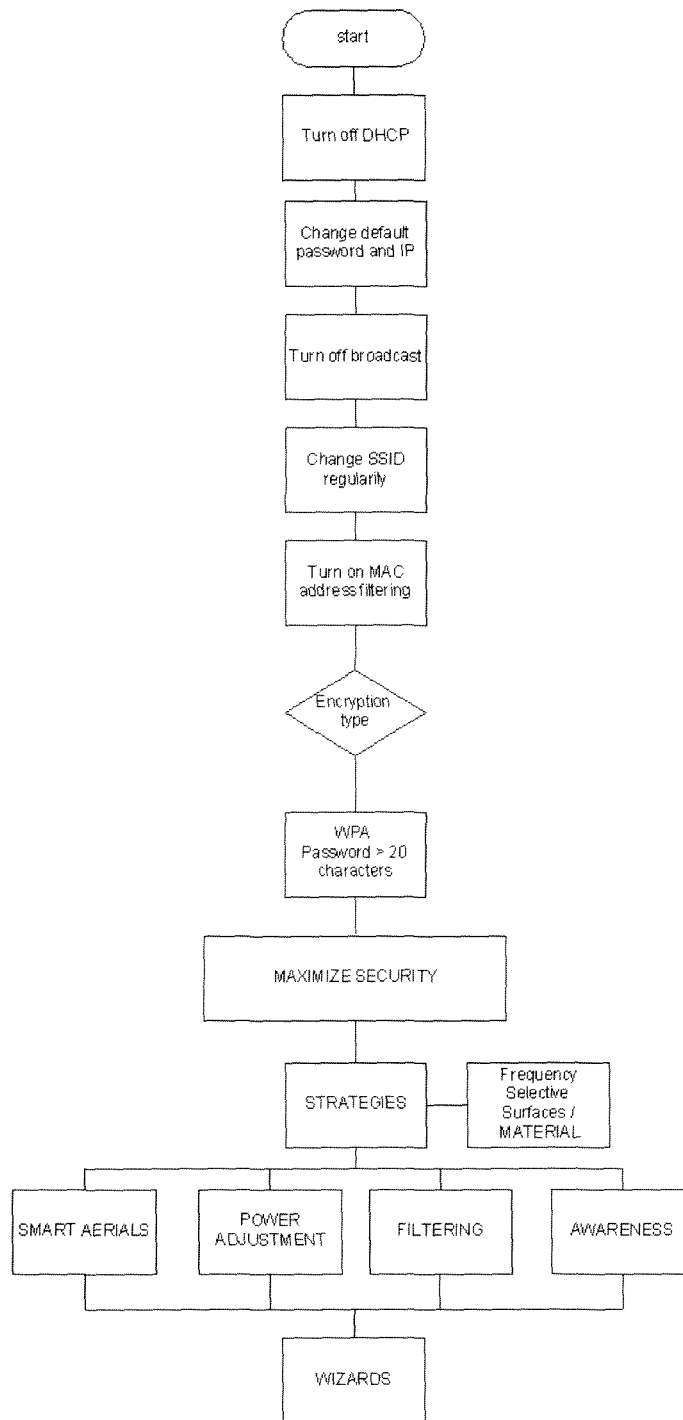 start
Turn off DHCP
Change default
password and IP
Turn off broadcast
Change SSID
regularily
Turn on MAC
address filtering
Encryption
type
WPA
Password > 20
characters
MAXIMIZE SECURITY
STRATEGIES
Frequency
Selective
Surfaces /
MATERIAL
SMART AERIALS
POWER
ADJUSTMENT
FILTERING
AWARENESS
WIZARDS